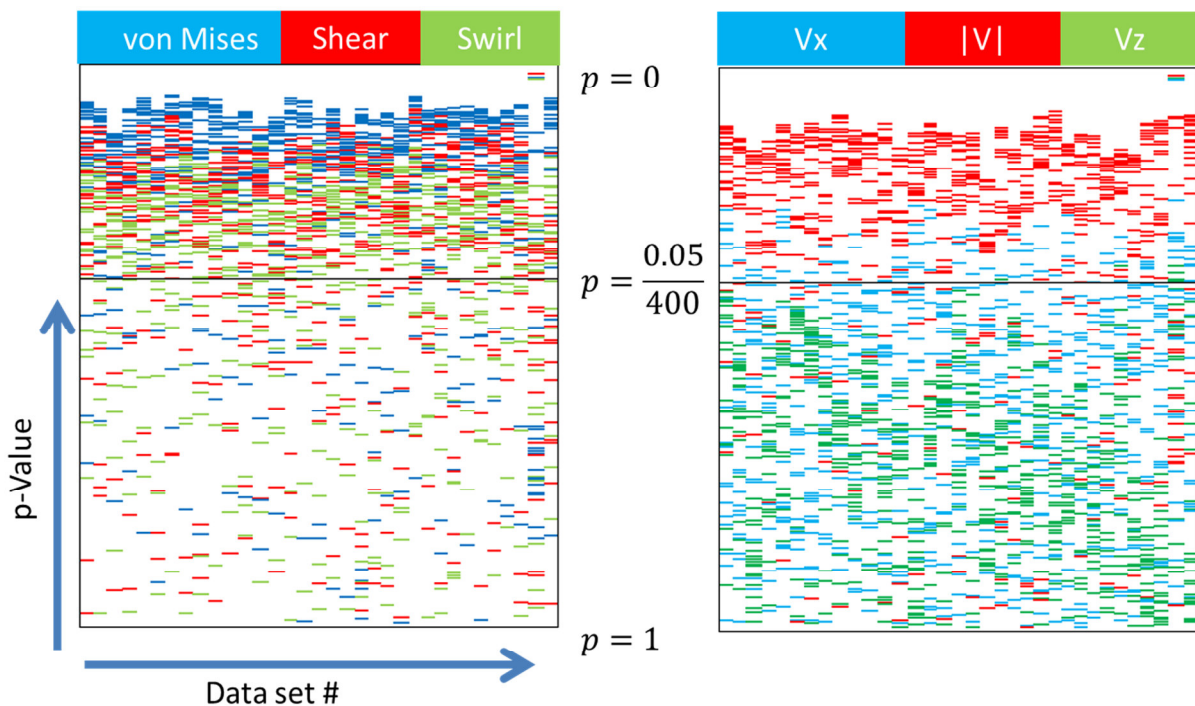 von Mises Shear Swirl
Vx |V| Vz
p = 0
p = 0.05
400
p-Value
p = 1
Data set #